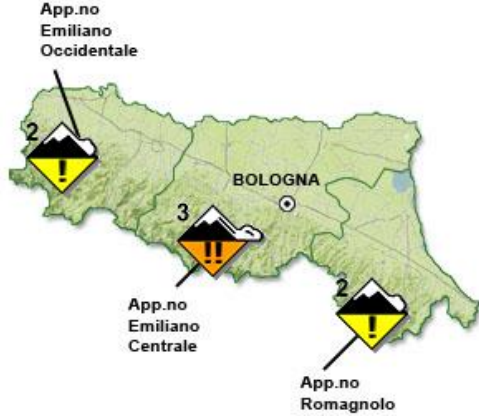 App.no
Emiliano
Occidentale
2
!
BOLOGNA
3
!!
2
!
App.no
Emiliano
Centrale
App.no
Romagnolo